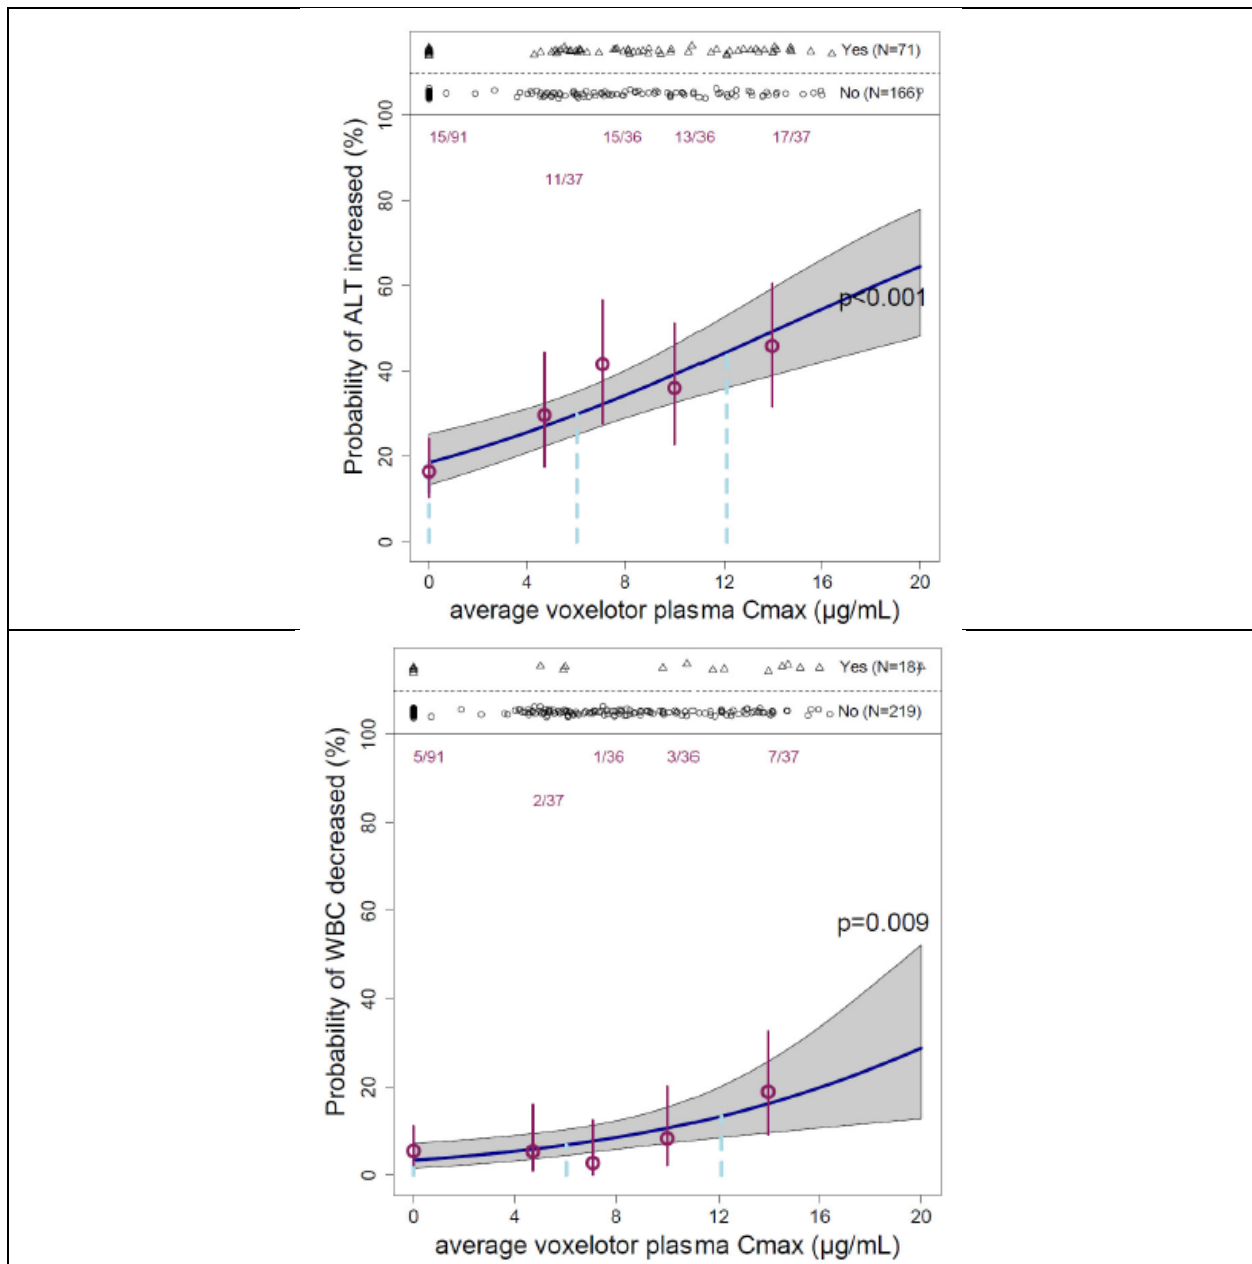 Yes (N=71)
No (N=166)
100
15/91
15/36
13/36
17/37
11/37
80
60
p<0.001
40
20
0
Probability of ALT increased (%)
0 4 8 12 16 20
average voxelotor plasma Cmax (µg/mL)
Yes (N=18)
No (N=219)
100
5/91
1/36
3/36
7/37
2/37
80
60
p=0.009
40
20
0
Probability of WBC decreased (%)
0 4 8 12 16 20
average voxelotor plasma Cmax (µg/mL)